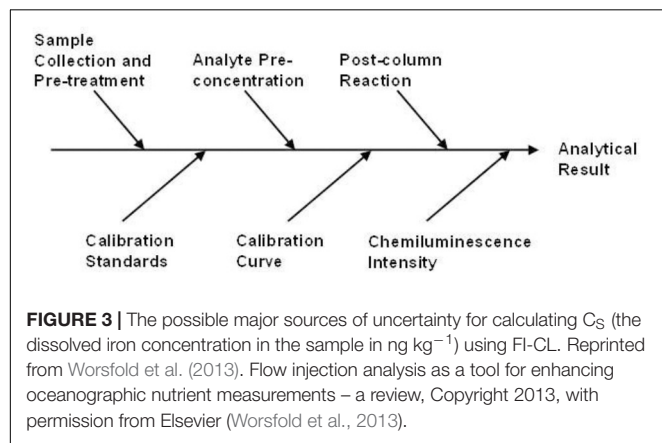 Sample
Collection and
Pre-treatment
Analyte Pre-
concentration
Post-column
Reaction
Analytical
Result
Calibration
Standards
Calibration
Curve
Chemiluminescence
Intensity
FIGURE 3 | The possible major sources of uncertainty for calculating C_S (the
dissolved iron concentration in the sample in ng kg⁻¹) using FI-CL. Reprinted
from Worsfold et al. (2013). Flow injection analysis as a tool for enhancing
oceanographic nutrient measurements – a review, Copyright 2013, with
permission from Elsevier (Worsfold et al., 2013).